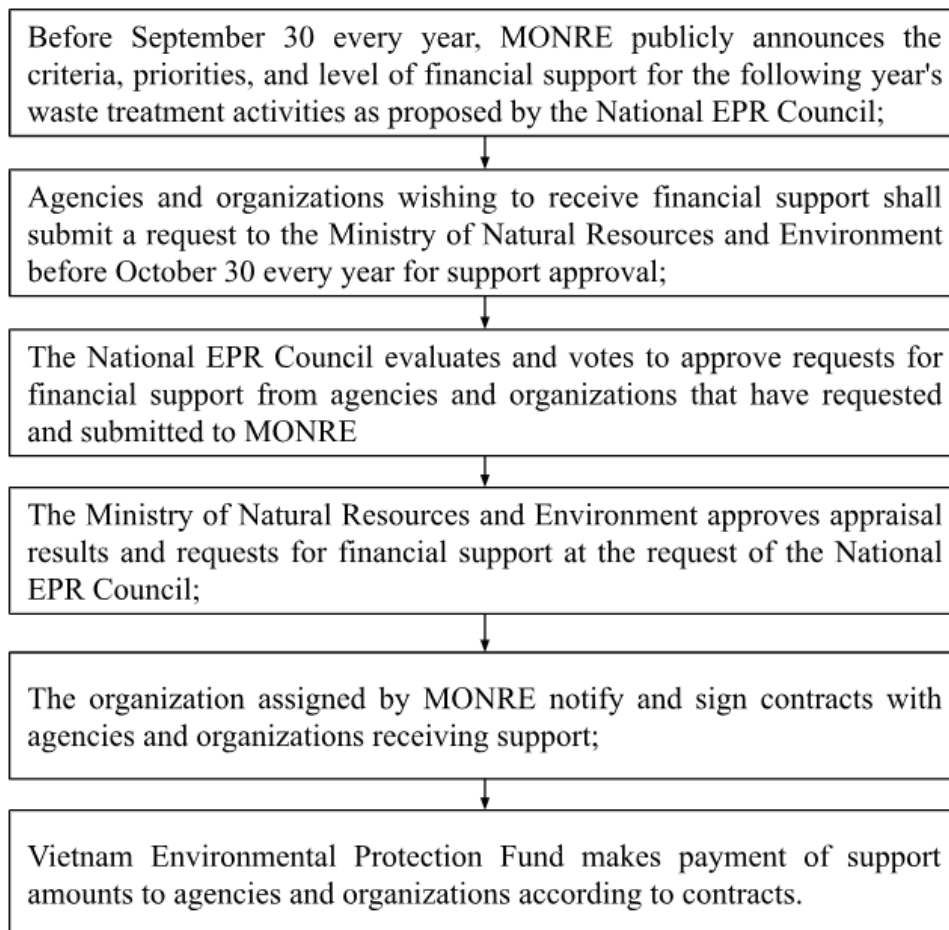 Before September 30 every year, MONRE publicly announces the
criteria, priorities, and level of financial support for the following year's
waste treatment activities as proposed by the National EPR Council;
Agencies and organizations wishing to receive financial support shall
submit a request to the Ministry of Natural Resources and Environment
before October 30 every year for support approval;
The National EPR Council evaluates and votes to approve requests for
financial support from agencies and organizations that have requested
and submitted to MONRE
The Ministry of Natural Resources and Environment approves appraisal
results and requests for financial support at the request of the National
EPR Council;
The organization assigned by MONRE notify and sign contracts with
agencies and organizations receiving support;
Vietnam Environmental Protection Fund makes payment of support
amounts to agencies and organizations according to contracts.